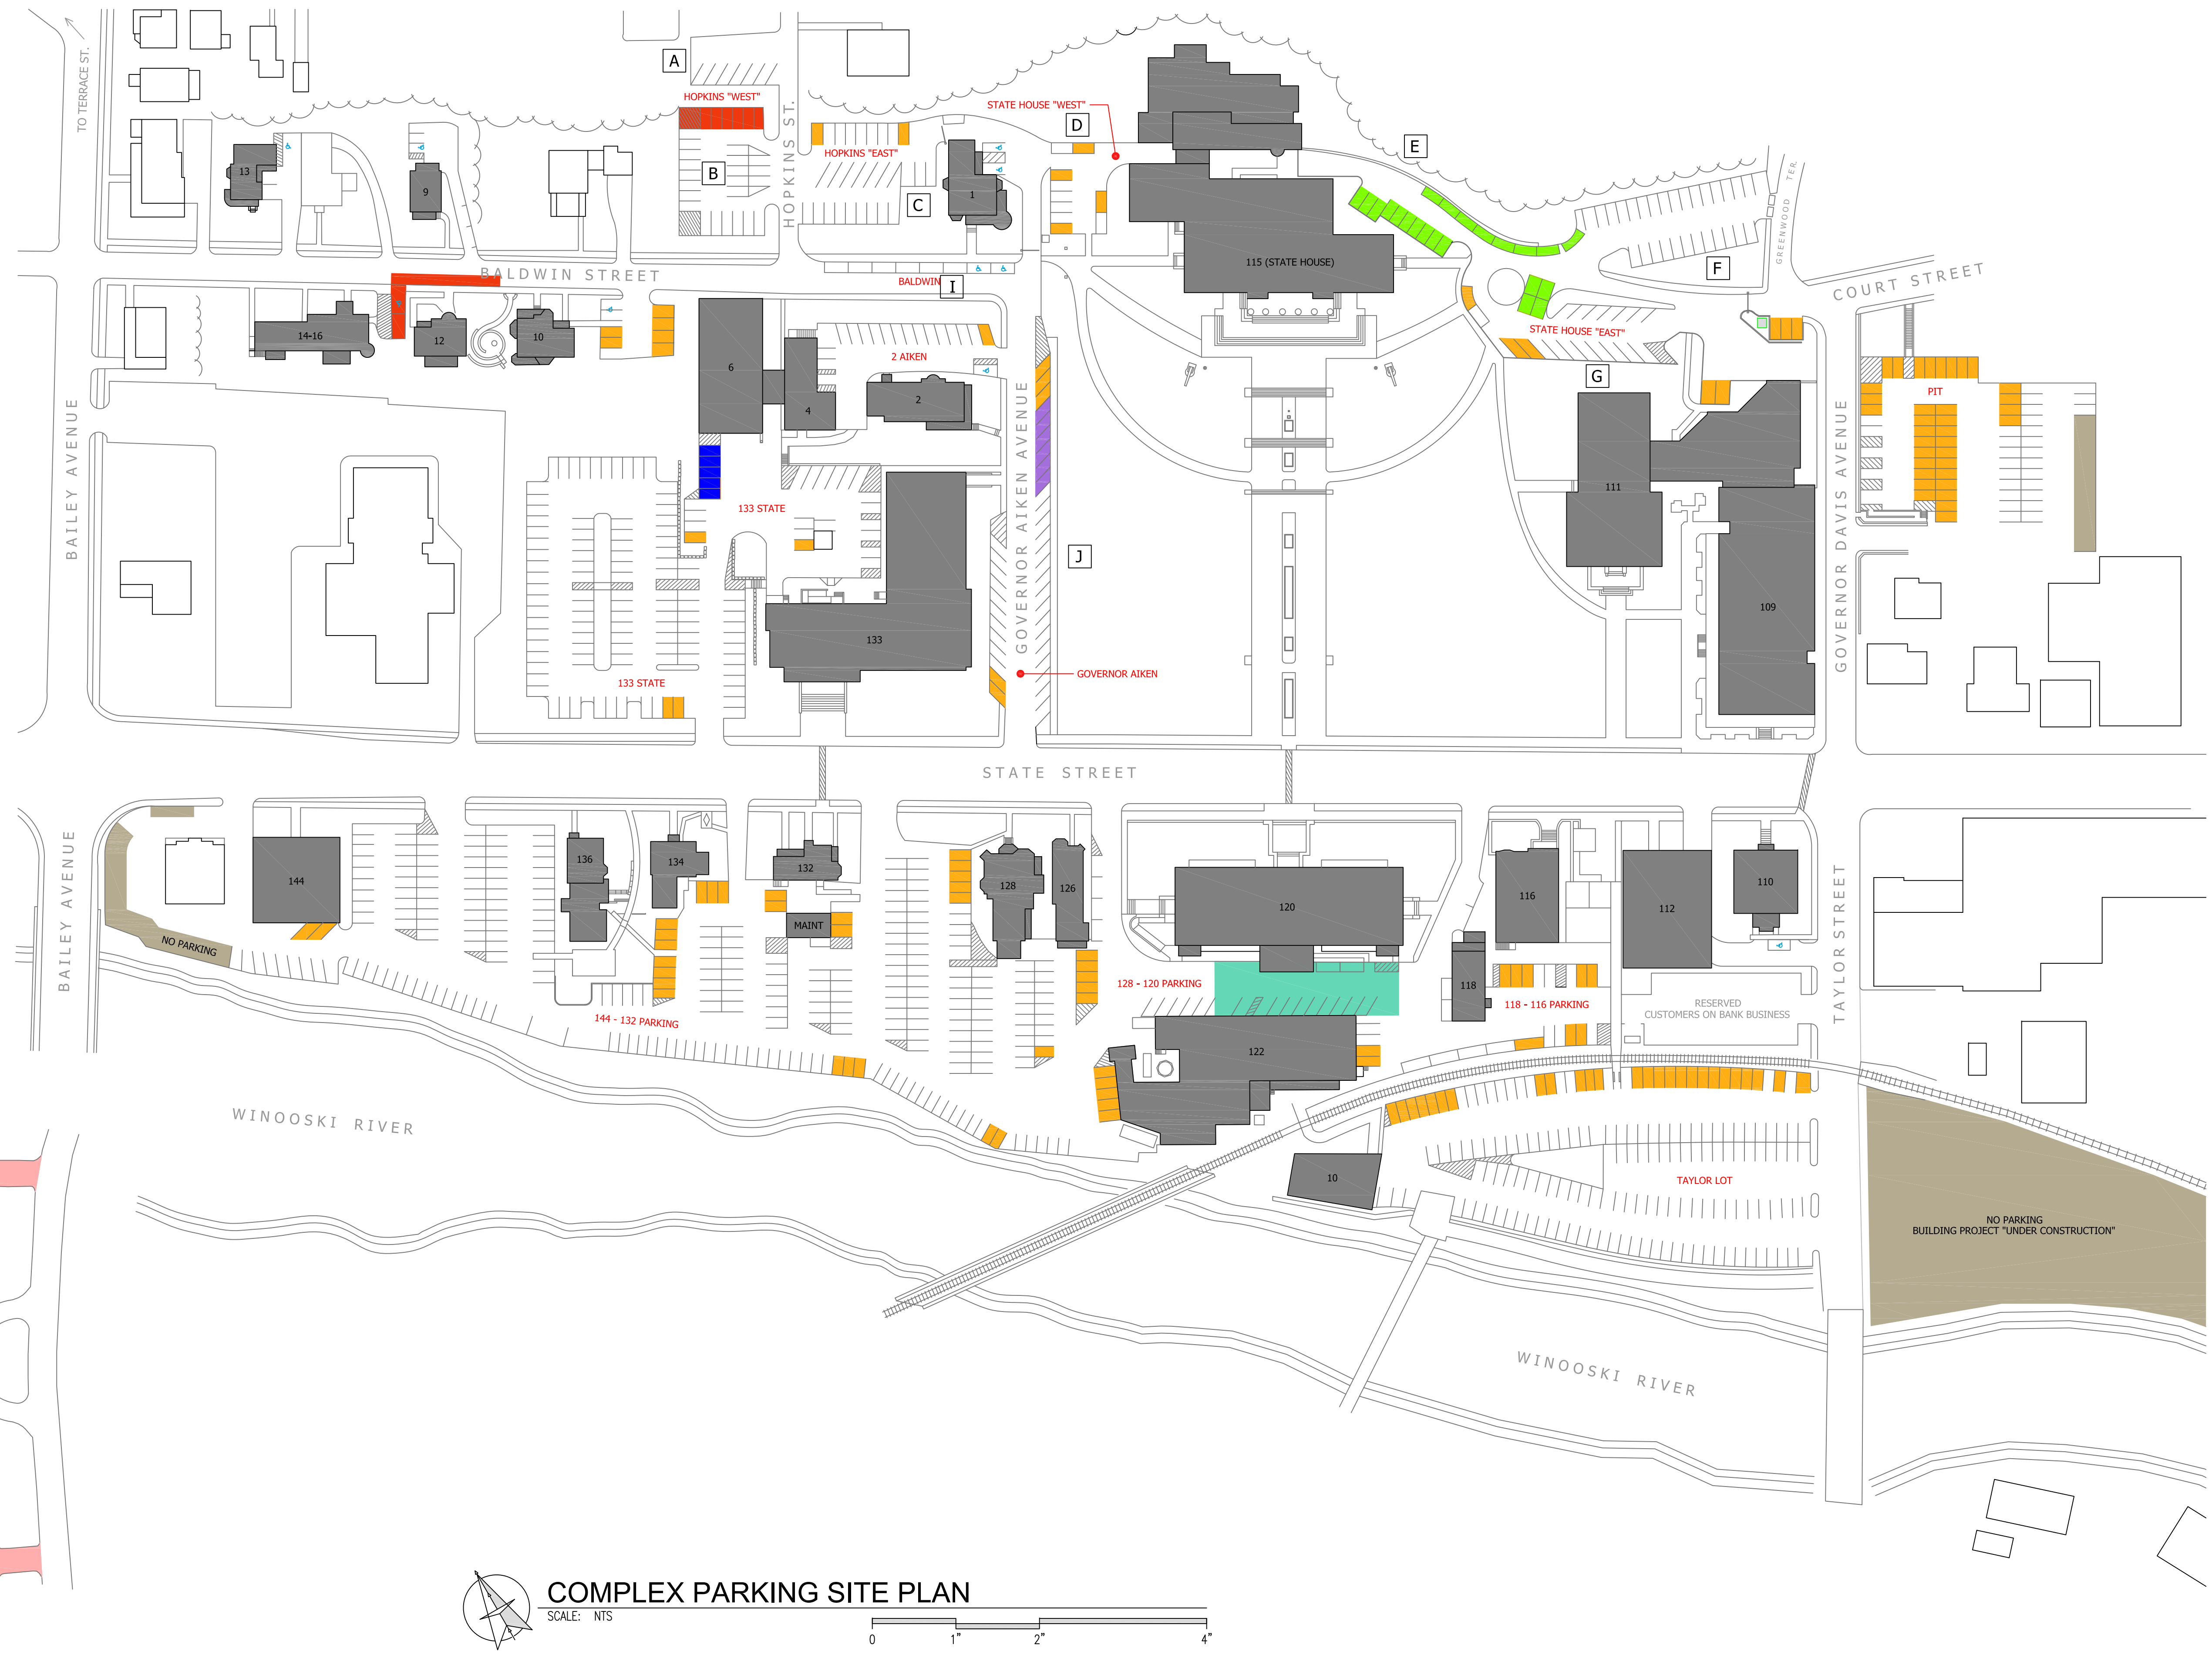 TO TERRACE ST.
A
HOPKINS "WEST"
HOPKINS ST.
STATE HOUSE "WEST"
D
E
HOPKINS "EAST"
13
9
B
C
1
GREENWOOD TER.
F
115 (STATE HOUSE)
BALDWIN STREET
BALDWIN
I
COURT STREET
14-16
12
10
6
4
2 AIKEN
2
STATE HOUSE "EAST"
G
PIT
BAILEY AVENUE
GOVERNOR AIKEN AVENUE
GOVERNOR DAVIS AVENUE
133 STATE
111
J
109
133
133 STATE
GOVERNOR AIKEN
STATE STREET
BAILEY AVENUE
144
136
134
132
128
126
120
116
112
110
TAYLOR STREET
MAINT
NO PARKING
128 - 120 PARKING
118
118 - 116 PARKING
RESERVED
CUSTOMERS ON BANK BUSINESS
144 - 132 PARKING
122
WINOOSKI RIVER
10
TAYLOR LOT
NO PARKING
BUILDING PROJECT "UNDER CONSTRUCTION"
WINOOSKI RIVER
COMPLEX PARKING SITE PLAN
SCALE: NTS
0 1" 2" 4"